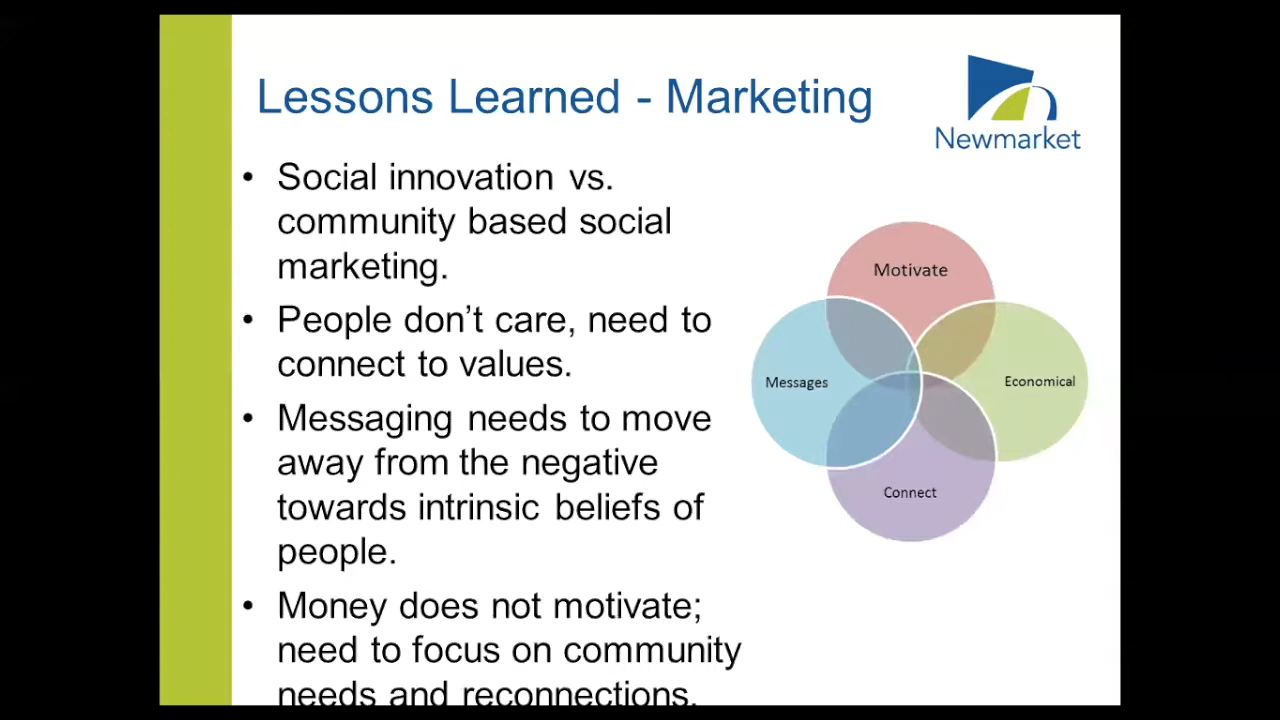 Lessons Learned - Marketing
Newmarket
• Social innovation vs.
community based social
marketing.
• People don’t care, need to
connect to values.
• Messaging needs to move
away from the negative
towards intrinsic beliefs of
people.
• Money does not motivate;
need to focus on community
needs and reconnections.
Motivate
Messages
Economical
Connect